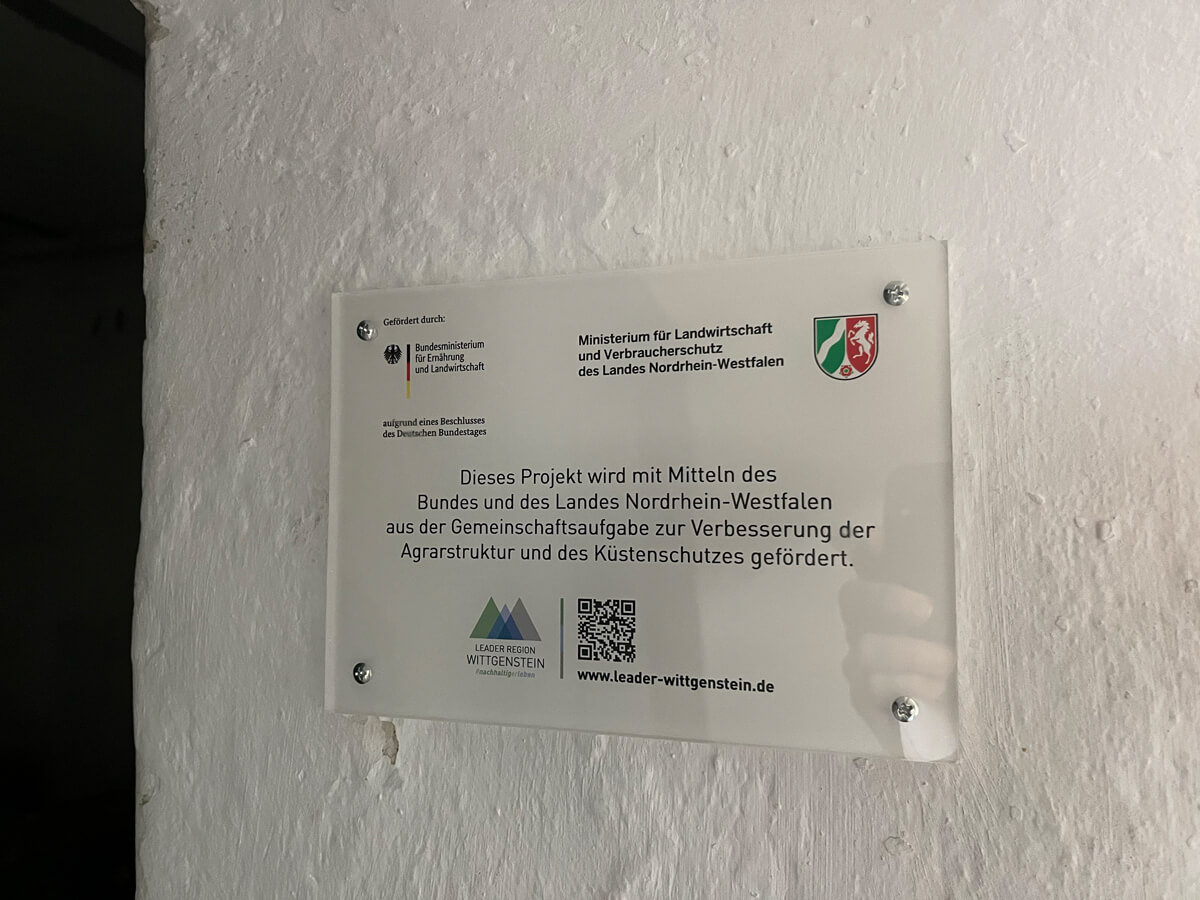 Gefördert durch:
Bundesministerium
für Ernährung
und Landwirtschaft
aufgrund eines Beschlusses
des Deutschen Bundestages
Ministerium für Landwirtschaft
und Verbraucherschutz
des Landes Nordrhein-Westfalen
Dieses Projekt wird mit Mitteln des
Bundes und des Landes Nordrhein-Westfalen
aus der Gemeinschaftsaufgabe zur Verbesserung der
Agrarstruktur und des Küstenschutzes gefördert.
LEADER REGION
WITTGENSTEIN
#nachhaltigerleben
www.leader-wittgenstein.de